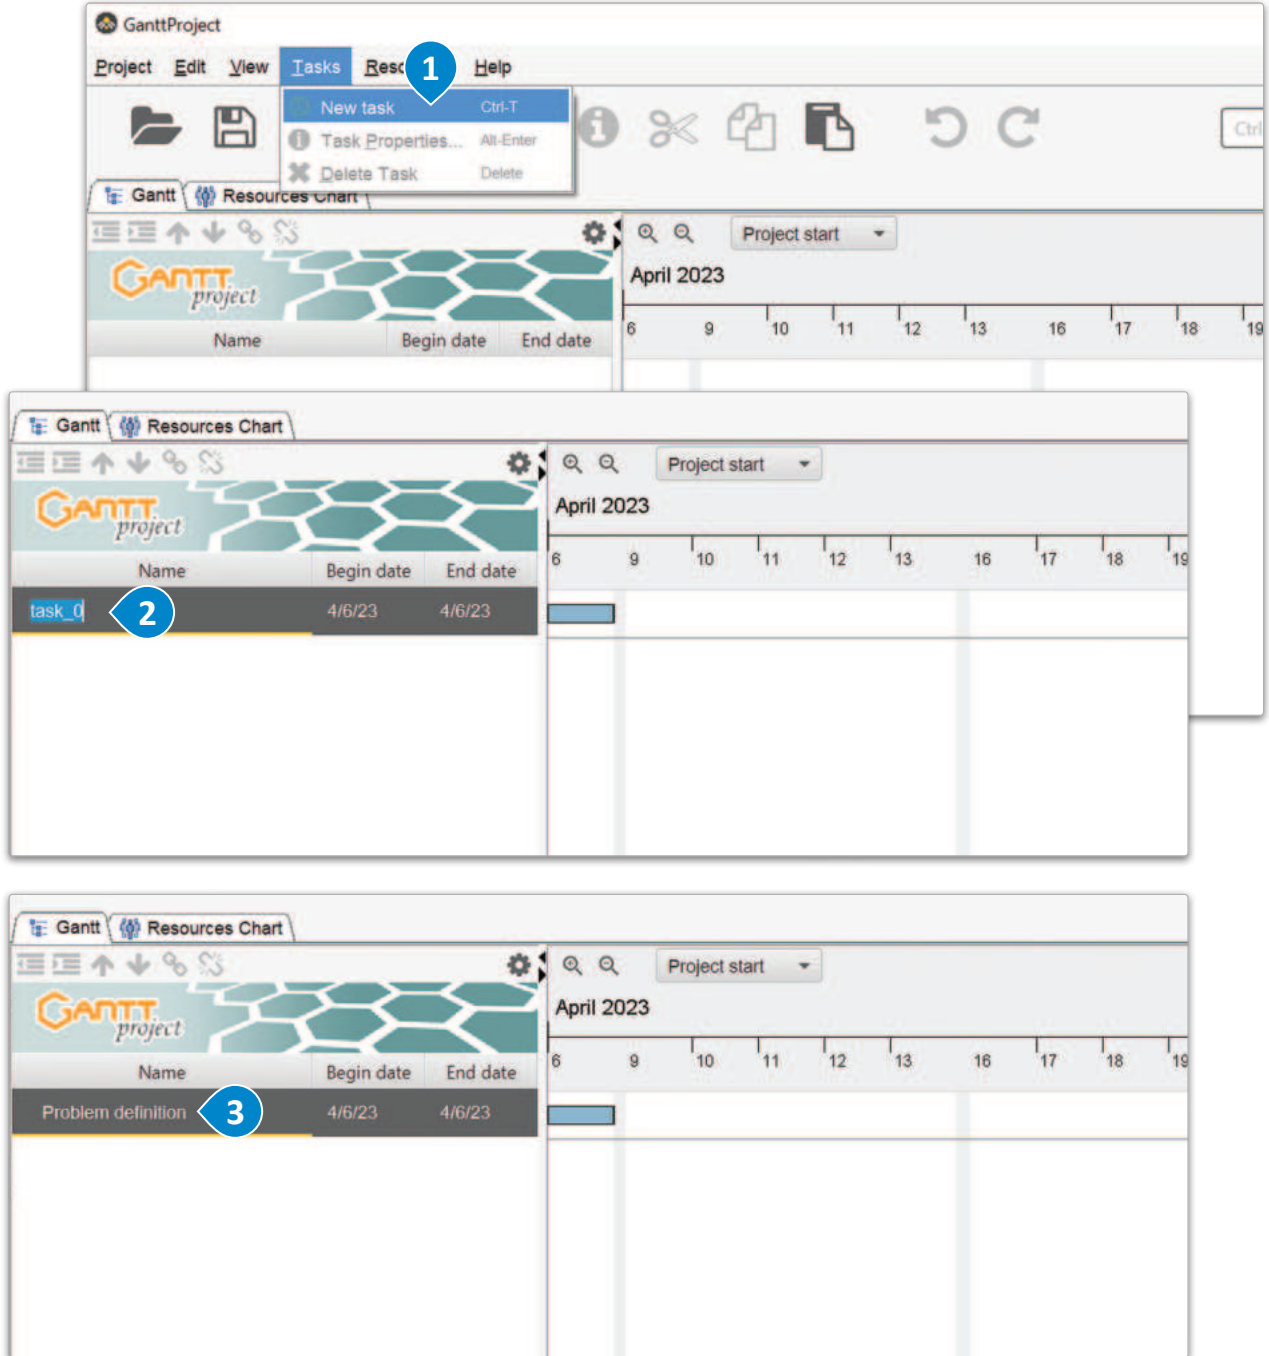 GanttProject
Project Edit View Tasks Help
1
New task Ctrl-T
Task Properties... Alt-Enter
Delete Task Delete
Gantt Resources Chart
Project start
GANTT
project
April 2023
Name Begin date End date
6 9 10 11 12 13 16 17 18 19
Gantt Resources Chart
Project start
GANTT
project
April 2023
Name Begin date End date
6 9 10 11 12 13 16 17 18 19
task_0 2 4/6/23 4/6/23
Gantt Resources Chart
Project start
GANTT
project
April 2023
Name Begin date End date
6 9 10 11 12 13 16 17 18 19
Problem definition 3 4/6/23 4/6/23